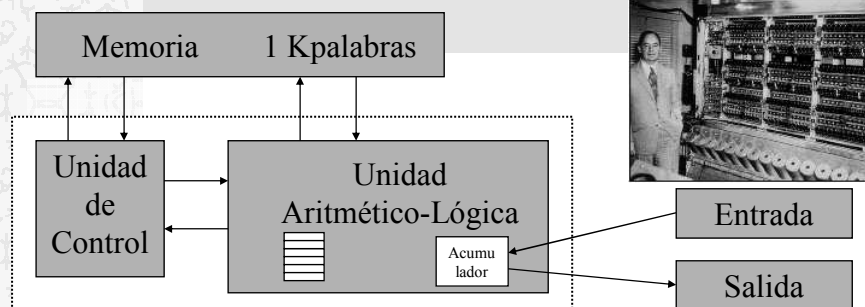 Memoria 1 Kpalabras
Unidad
de
Control
Unidad
Aritmético-Lógica
Acumu
lador
Entrada
Salida